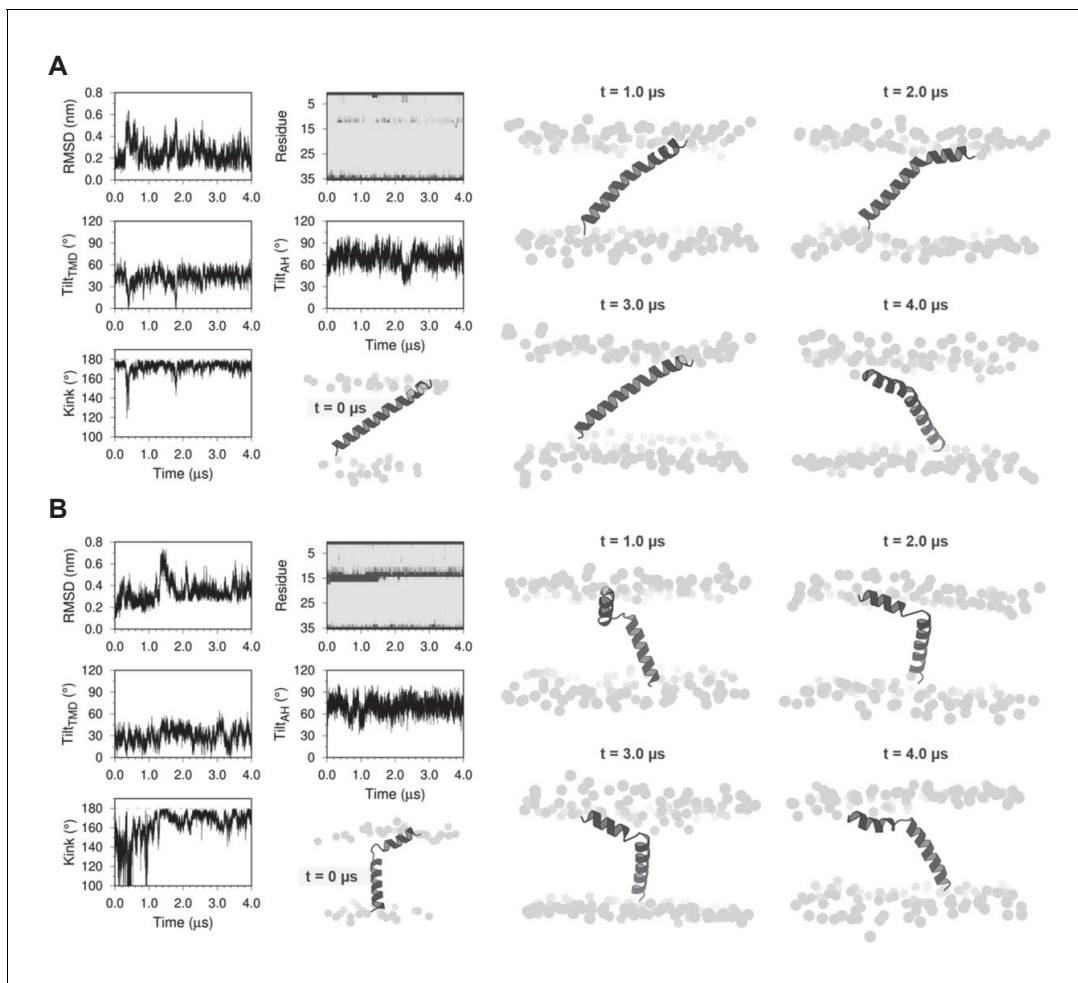 A
RMSD (nm)
0.8
0.6
0.4
0.2
0.0
0.0 1.0 2.0 3.0 4.0
Residue
5
15
25
35
0.0 1.0 2.0 3.0 4.0
TiltTMD (°)
120
90
60
30
0
0.0 1.0 2.0 3.0 4.0
TiltAH (°)
120
90
60
30
0
0.0 1.0 2.0 3.0 4.0
Time (μs)
Kink (°)
180
160
140
120
100
0.0 1.0 2.0 3.0 4.0
Time (μs)
t = 0 μs
t = 1.0 μs
t = 2.0 μs
t = 3.0 μs
t = 4.0 μs
B
RMSD (nm)
0.8
0.6
0.4
0.2
0.0
0.0 1.0 2.0 3.0 4.0
Residue
5
15
25
35
0.0 1.0 2.0 3.0 4.0
TiltTMD (°)
120
90
60
30
0
0.0 1.0 2.0 3.0 4.0
TiltAH (°)
120
90
60
30
0
0.0 1.0 2.0 3.0 4.0
Time (μs)
Kink (°)
180
160
140
120
100
0.0 1.0 2.0 3.0 4.0
Time (μs)
t = 0 μs
t = 1.0 μs
t = 2.0 μs
t = 3.0 μs
t = 4.0 μs